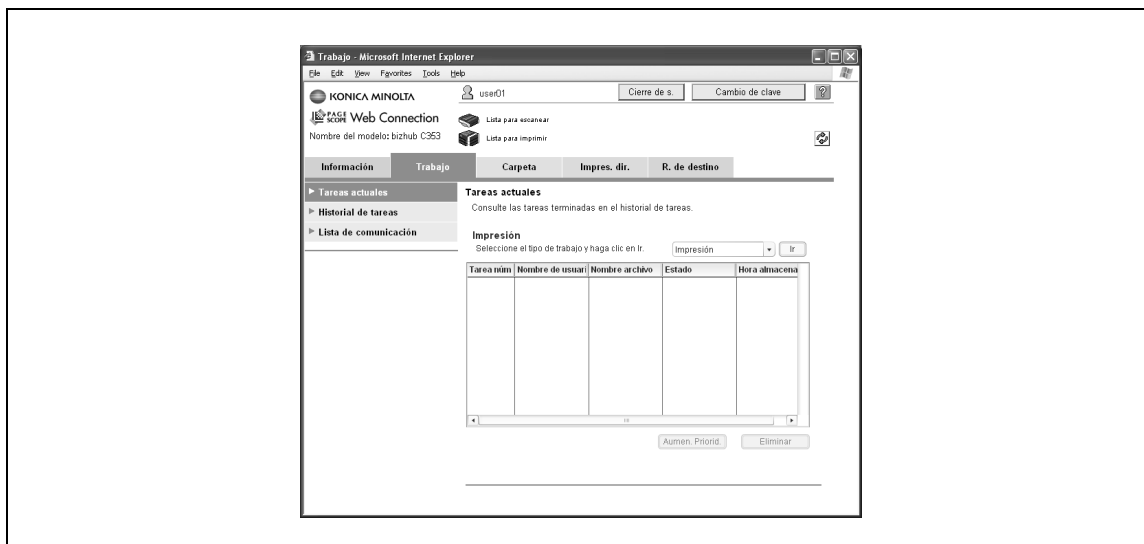 Trabajo - Microsoft Internet Explorer
File Edit View Favorites Tools Help
KONICA MINOLTA
user01
Cierre de s.
Cambio de clave
PAGE SCOPE Web Connection
Lista para escanear
Nombre del modelo: bizhub C353
Lista para imprimir
Información Trabajo Carpeta Impres. dir. R. de destino
Tareas actuales
Historial de tareas
Lista de comunicación
Tareas actuales
Consulte las tareas terminadas en el historial de tareas.
Impresión
Seleccione el tipo de trabajo y haga clic en Ir. Impresión Ir
Tarea núm Nombre de usuari Nombre archivo Estado Hora almacena
Aumen. Priorid. Eliminar